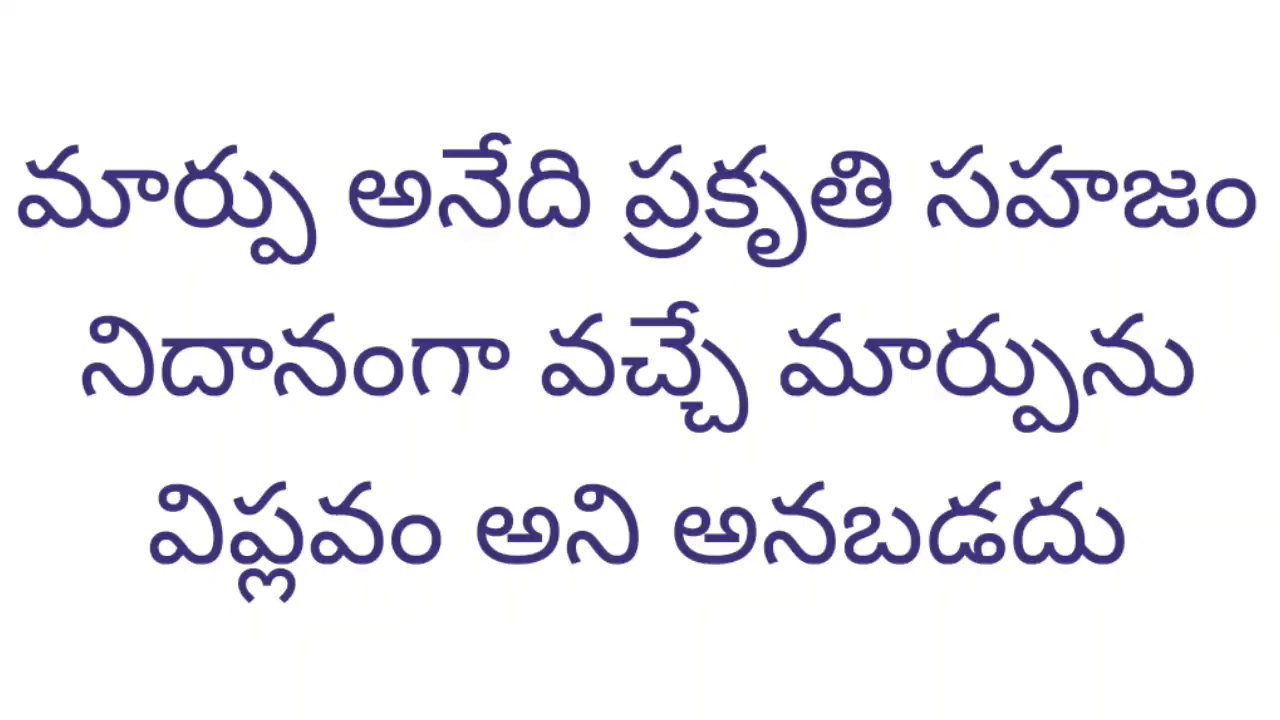 మార్పు అనేది ప్రకృతి సహజం
నిదానంగా వచ్చే మార్పును
విప్లవం అని అనబడదు